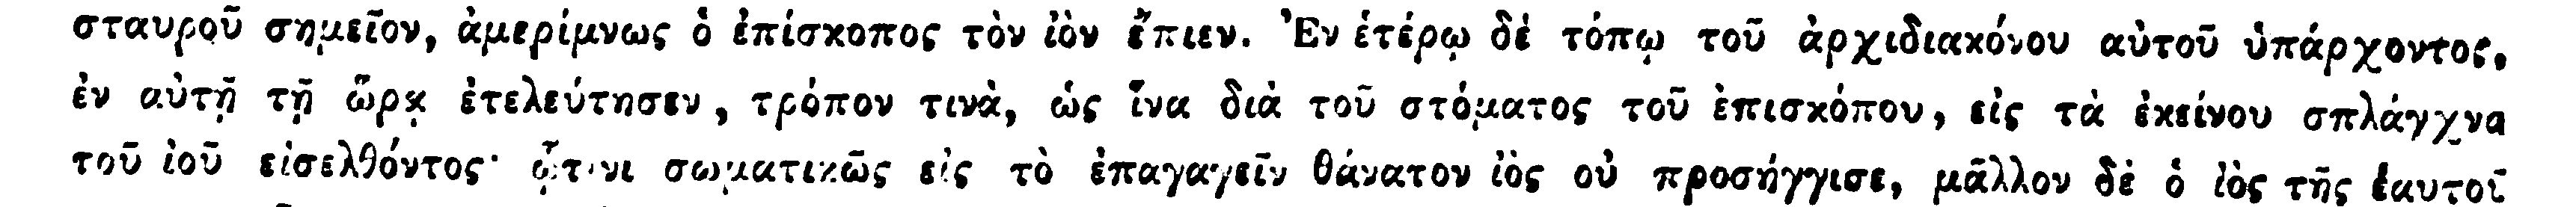 σταυροῦ σημεῖον, ἀμερίμνως ὁ ἐπίσκοπος τὸν ἰὸν ἔπιεν. Ἐν ἑτέρῳ δὲ τόπῳ τοῦ ἀρχιδιακόνου αὐτοῦ ὑπάρχοντος,
ἐν αὐτῇ τῇ ὥρᾳ ἐτελεύτησεν, τρόπον τινὰ, ὡς ἵνα διὰ τοῦ στόματος τοῦ ἐπισκόπου, εἰς τὰ ἐκείνου σπλάγχνα
τοῦ ἰοῦ εἰσελθόντος· ᾧτινι σωματικῶς εἰς τὸ ἐπαγαγεῖν θάνατον ἰὸς οὐ προσήγγισε, μᾶλλον δὲ ὁ ἰὸς τῆς ἑαυτοῦ